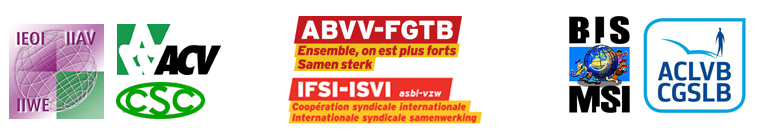 IEOI IIAV
IIWE
ACV
CSC
ABVV-FGTB
Ensemble, on est plus forts
Samen sterk
IFSI-ISVI asbl-vzw
Coopération syndicale internationale
Internationale syndicale samenwerking
BIS
MSI
ACLVB
CGSLB